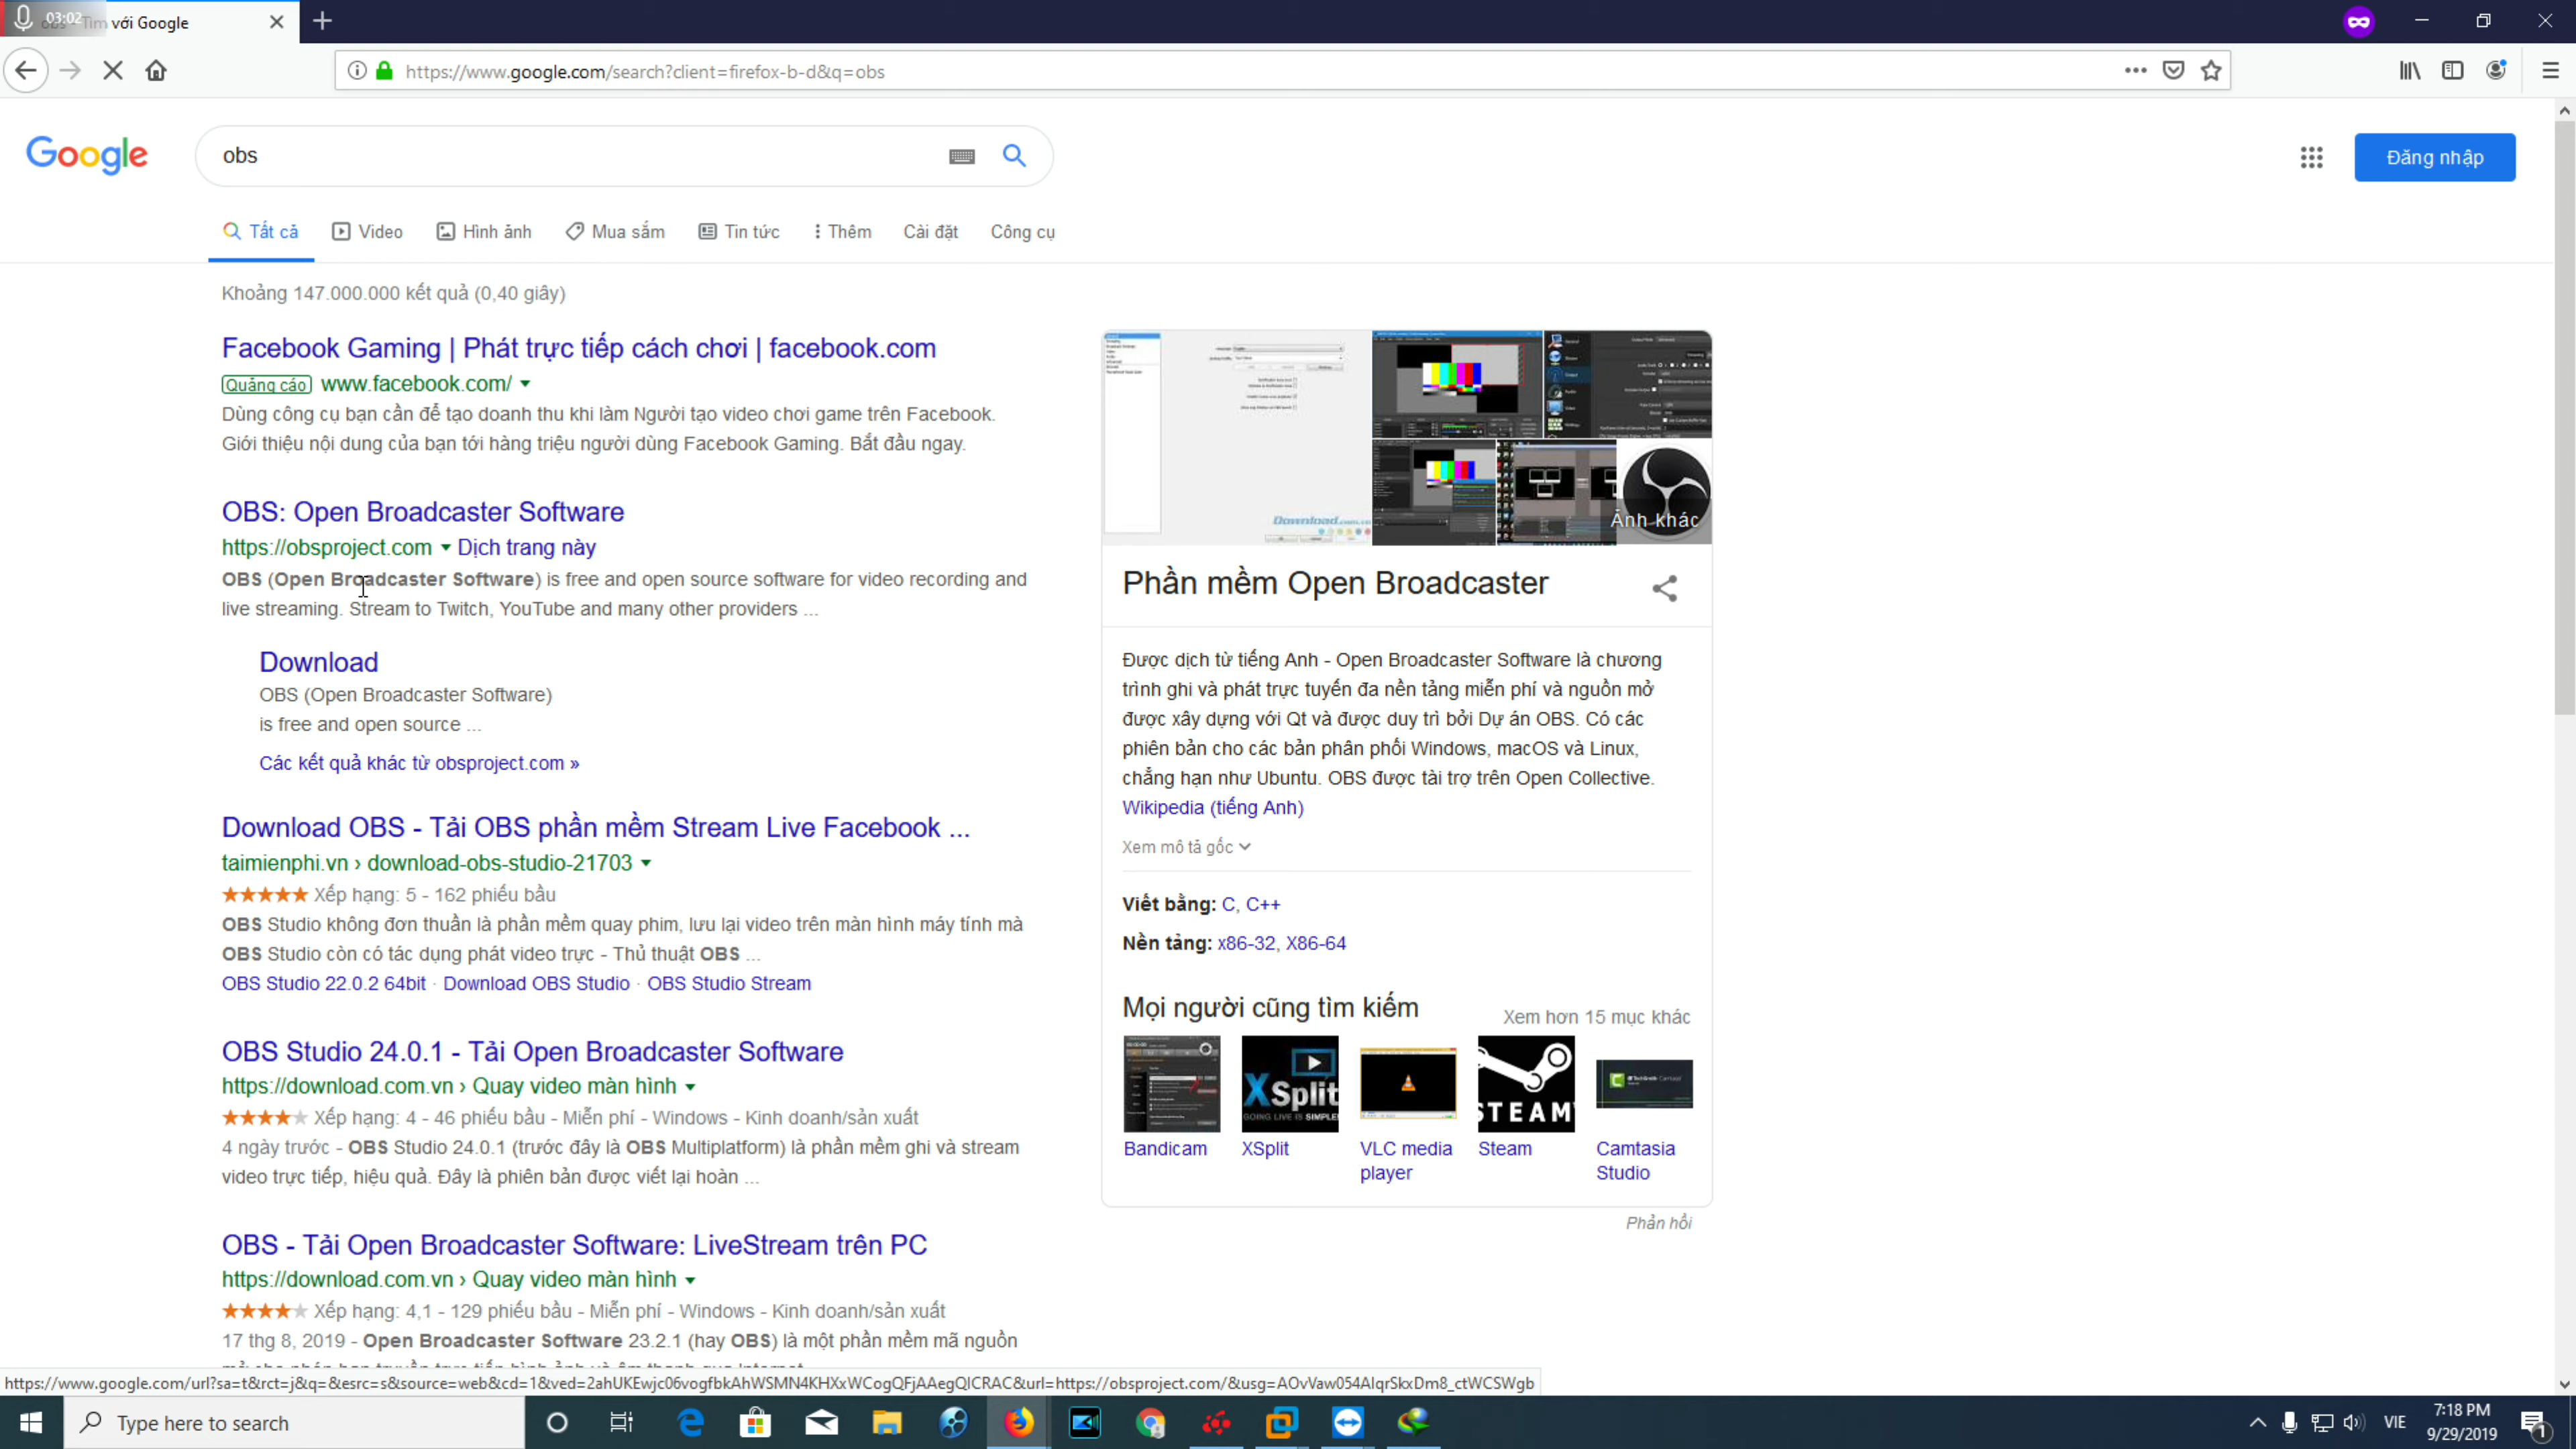 03:02
Tìm với Google
https://www.google.com/search?client=firefox-b-d&q=obs
Google
obs
Đăng nhập
Tất cả
Video
Hình ảnh
Mua sắm
Tin tức
Thêm
Cài đặt
Công cụ
Khoảng 147.000.000 kết quả (0,40 giây)
Facebook Gaming | Phát trực tiếp cách chơi | facebook.com
Quảng cáo www.facebook.com/
Dùng công cụ bạn cần để tạo doanh thu khi làm Người tạo video chơi game trên Facebook.
Giới thiệu nội dung của bạn tới hàng triệu người dùng Facebook Gaming. Bắt đầu ngay.
OBS: Open Broadcaster Software
https://obsproject.com Dịch trang này
OBS (Open Broadcaster Software) is free and open source software for video recording and
live streaming. Stream to Twitch, YouTube and many other providers ...
Download
OBS (Open Broadcaster Software)
is free and open source ...
Các kết quả khác từ obsproject.com »
Download OBS - Tải OBS phần mềm Stream Live Facebook ...
taimienphi.vn › download-obs-studio-21703
Xếp hạng: 5 - 162 phiếu bầu
OBS Studio không đơn thuần là phần mềm quay phim, lưu lại video trên màn hình máy tính mà
OBS Studio còn có tác dụng phát video trực - Thủ thuật OBS ...
OBS Studio 22.0.2 64bit · Download OBS Studio · OBS Studio Stream
OBS Studio 24.0.1 - Tải Open Broadcaster Software
https://download.com.vn › Quay video màn hình
Xếp hạng: 4 - 46 phiếu bầu - Miễn phí - Windows - Kinh doanh/sản xuất
4 ngày trước - OBS Studio 24.0.1 (trước đây là OBS Multiplatform) là phần mềm ghi và stream
video trực tiếp, hiệu quả. Đây là phiên bản được viết lại hoàn ...
OBS - Tải Open Broadcaster Software: LiveStream trên PC
https://download.com.vn › Quay video màn hình
Xếp hạng: 4,1 - 129 phiếu bầu - Miễn phí - Windows - Kinh doanh/sản xuất
17 thg 8, 2019 - Open Broadcaster Software 23.2.1 (hay OBS) là một phần mềm mã nguồn
Download.com.vn
Ảnh khác
Phần mềm Open Broadcaster
Được dịch từ tiếng Anh - Open Broadcaster Software là chương
trình ghi và phát trực tuyến đa nền tảng miễn phí và nguồn mở
được xây dựng với Qt và được duy trì bởi Dự án OBS. Có các
phiên bản cho các bản phân phối Windows, macOS và Linux,
chẳng hạn như Ubuntu. OBS được tài trợ trên Open Collective.
Wikipedia (tiếng Anh)
Xem mô tả gốc
Viết bằng: C, C++
Nền tảng: x86-32, X86-64
Mọi người cũng tìm kiếm
Xem hơn 15 mục khác
XSplit
GOING LIVE IS SIMPLE
STEAM
Bandicam
XSplit
VLC media
player
Steam
Camtasia
Studio
Phản hồi
https://www.google.com/url?sa=t&rct=j&q=&esrc=s&source=web&cd=1&ved=2ahUKEwjc06vogfbkAhWSMN4KHXxWCogQFjAAegQICRAC&url=https://obsproject.com/&usg=AOvVaw054AlqrSkxDm8_ctWCSWgb
Type here to search
VIE
7:18 PM
9/29/2019
1